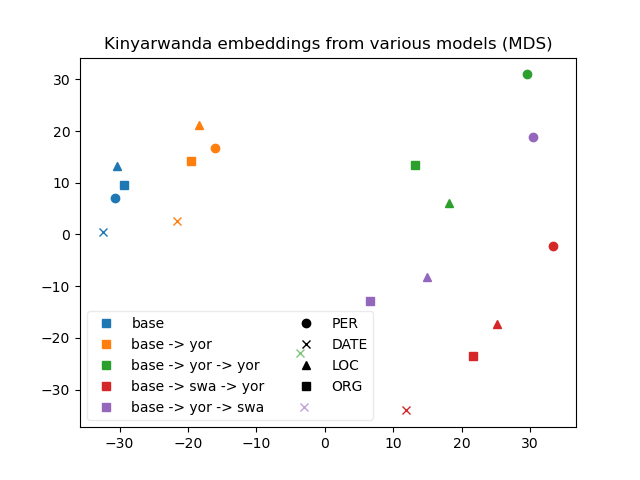 Kinyarwanda embeddings from various models (MDS)
30
20
10
0
−10
−20
−30
base
base -> yor
base -> yor -> yor
base -> swa -> yor
base -> yor -> swa
PER
DATE
LOC
ORG
−30 −20 −10 0 10 20 30